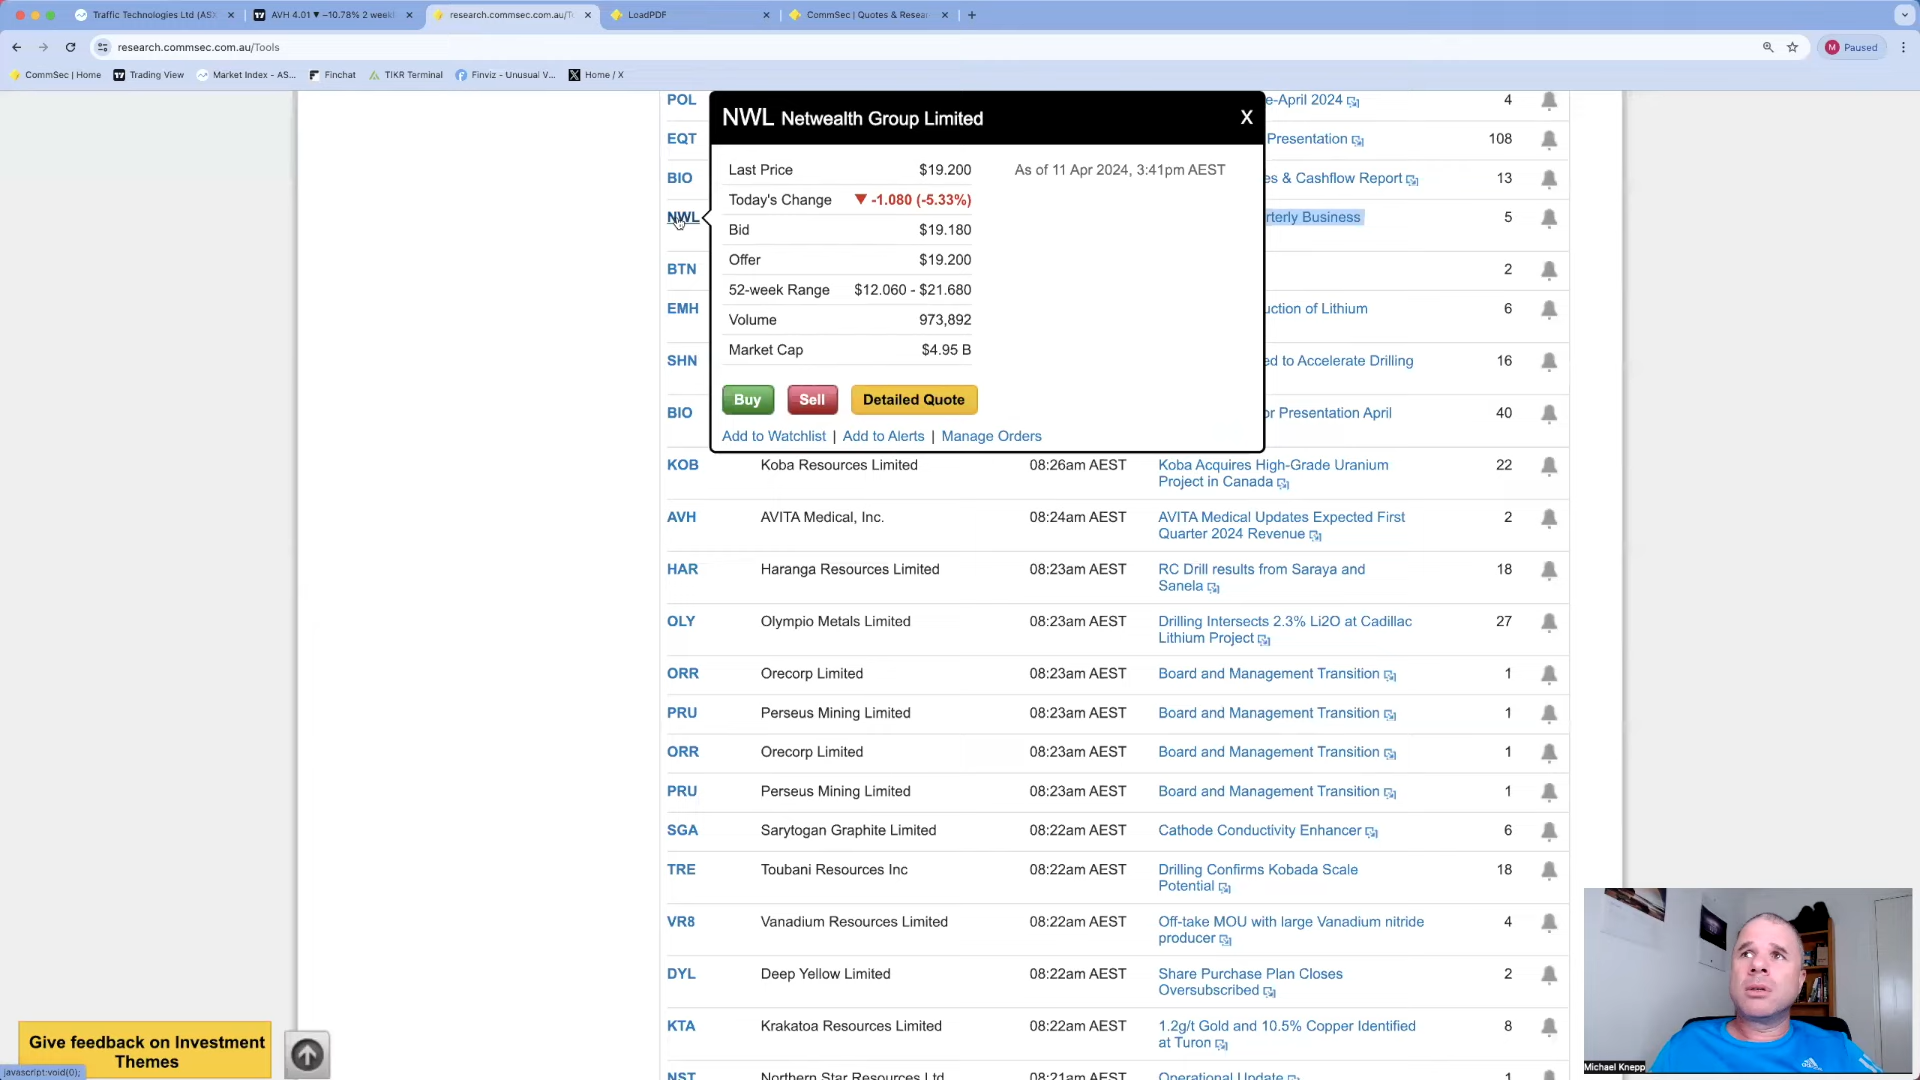 Traffic Technologies Ltd (AS
AVH 4.01 ▼ −10.78% 2 week
research.commsec.com.au/T
LoadPDF
CommSec | Quotes & Resear
research.commsec.com.au/Tools
M Paused
CommSec | Home
Trading View
Market Index - AS...
Finchat
TIKR Terminal
Finviz - Unusual V...
Home / X
POL e-April 2024 4
EQT Presentation 108
BIO es & Cashflow Report 13
NWL rterly Business 5
BTN 2
EMH uction of Lithium 6
SHN ed to Accelerate Drilling 16
BIO or Presentation April 40
NWL Netwealth Group Limited X
Last Price $19.200 As of 11 Apr 2024, 3:41pm AEST
Today's Change ▼ -1.080 (-5.33%)
Bid $19.180
Offer $19.200
52-week Range $12.060 - $21.680
Volume 973,892
Market Cap $4.95 B
Buy Sell Detailed Quote
Add to Watchlist | Add to Alerts | Manage Orders
KOB Koba Resources Limited 08:26am AEST Koba Acquires High-Grade Uranium 22
Project in Canada
AVH AVITA Medical, Inc. 08:24am AEST AVITA Medical Updates Expected First 2
Quarter 2024 Revenue
HAR Haranga Resources Limited 08:23am AEST RC Drill results from Saraya and 18
Sanela
OLY Olympio Metals Limited 08:23am AEST Drilling Intersects 2.3% Li2O at Cadillac 27
Lithium Project
ORR Orecorp Limited 08:23am AEST Board and Management Transition 1
PRU Perseus Mining Limited 08:23am AEST Board and Management Transition 1
ORR Orecorp Limited 08:23am AEST Board and Management Transition 1
PRU Perseus Mining Limited 08:23am AEST Board and Management Transition 1
SGA Sarytogan Graphite Limited 08:22am AEST Cathode Conductivity Enhancer 6
TRE Toubani Resources Inc 08:22am AEST Drilling Confirms Kobada Scale 18
Potential
VR8 Vanadium Resources Limited 08:22am AEST Off-take MOU with large Vanadium nitride 4
producer
DYL Deep Yellow Limited 08:22am AEST Share Purchase Plan Closes 2
Oversubscribed
KTA Krakatoa Resources Limited 08:22am AEST 1.2g/t Gold and 10.5% Copper Identified 8
at Turon
NST Northern Star Resources Ltd 08:21am AEST Operational Update 1
Give feedback on Investment
Themes
javascript:void(0);
Michael Knepp